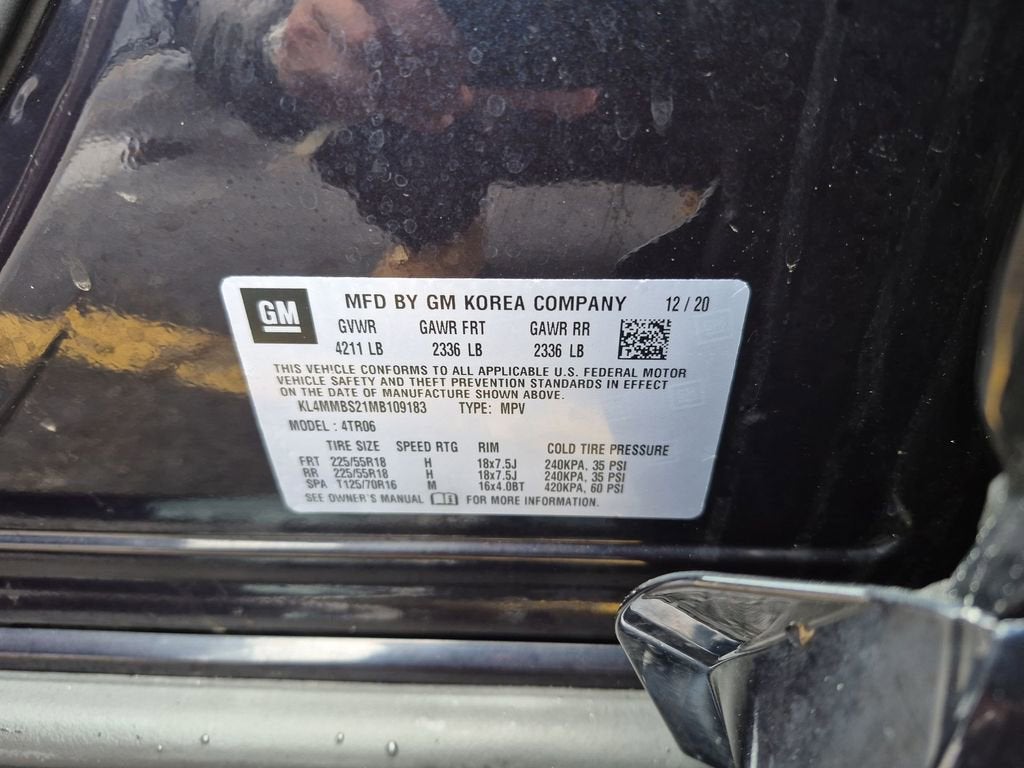 GM MFD BY GM KOREA COMPANY 12 / 20
GVWR GAWR FRT GAWR RR
4211 LB 2336 LB 2336 LB
THIS VEHICLE CONFORMS TO ALL APPLICABLE U.S. FEDERAL MOTOR
VEHICLE SAFETY AND THEFT PREVENTION STANDARDS IN EFFECT
ON THE DATE OF MANUFACTURE SHOWN ABOVE.
KL4MMBS21MB109183 TYPE: MPV
MODEL : 4TR06
TIRE SIZE SPEED RTG RIM COLD TIRE PRESSURE
FRT 225/55R18 H 18x7.5J 240KPA, 35 PSI
RR 225/55R18 H 18x7.5J 240KPA, 35 PSI
SPA T125/70R16 M 16x4.0BT 420KPA, 60 PSI
SEE OWNER'S MANUAL FOR MORE INFORMATION.